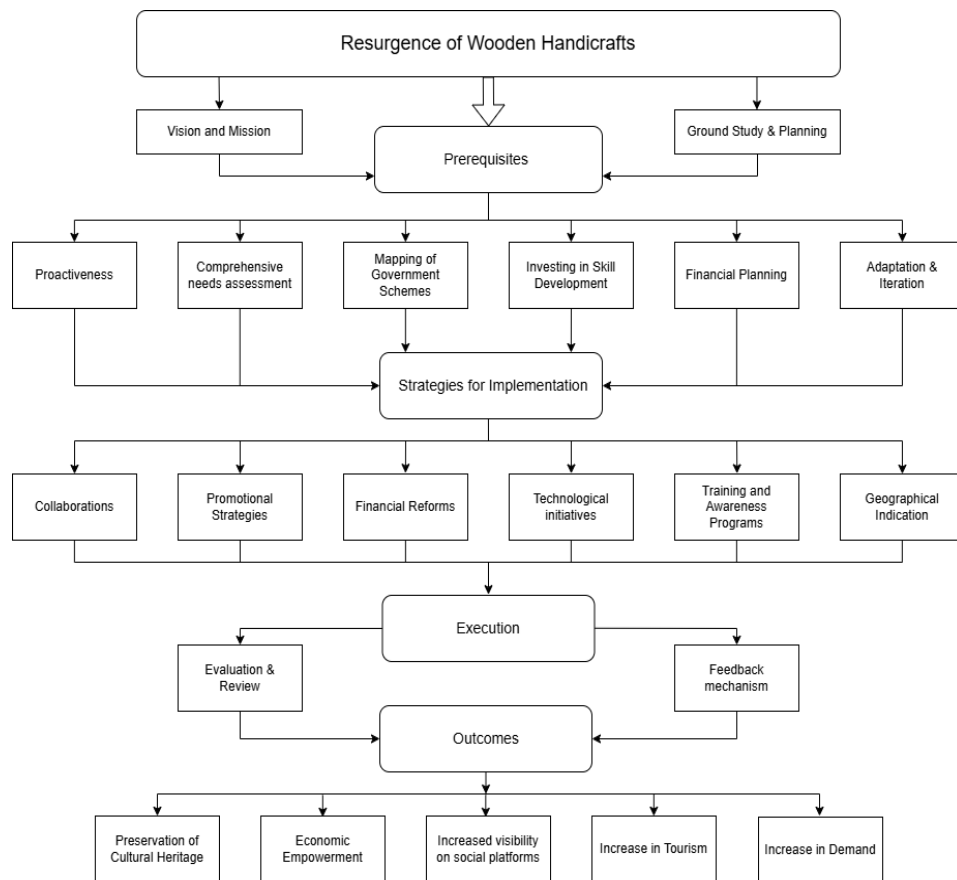 Resurgence of Wooden Handicrafts
Vision and Mission
Ground Study & Planning
Prerequisites
Proactiveness
Comprehensive
needs assessment
Mapping of
Government
Schemes
Investing in Skill
Development
Financial Planning
Adaptation &
Iteration
Strategies for Implementation
Collaborations
Promotional
Strategies
Financial Reforms
Technological
initiatives
Training and
Awareness
Programs
Geographical
Indication
Execution
Evaluation &
Review
Feedback
mechanism
Outcomes
Preservation of
Cultural Heritage
Economic
Empowerment
Increased visibility
on social platforms
Increase in Tourism
Increase in Demand